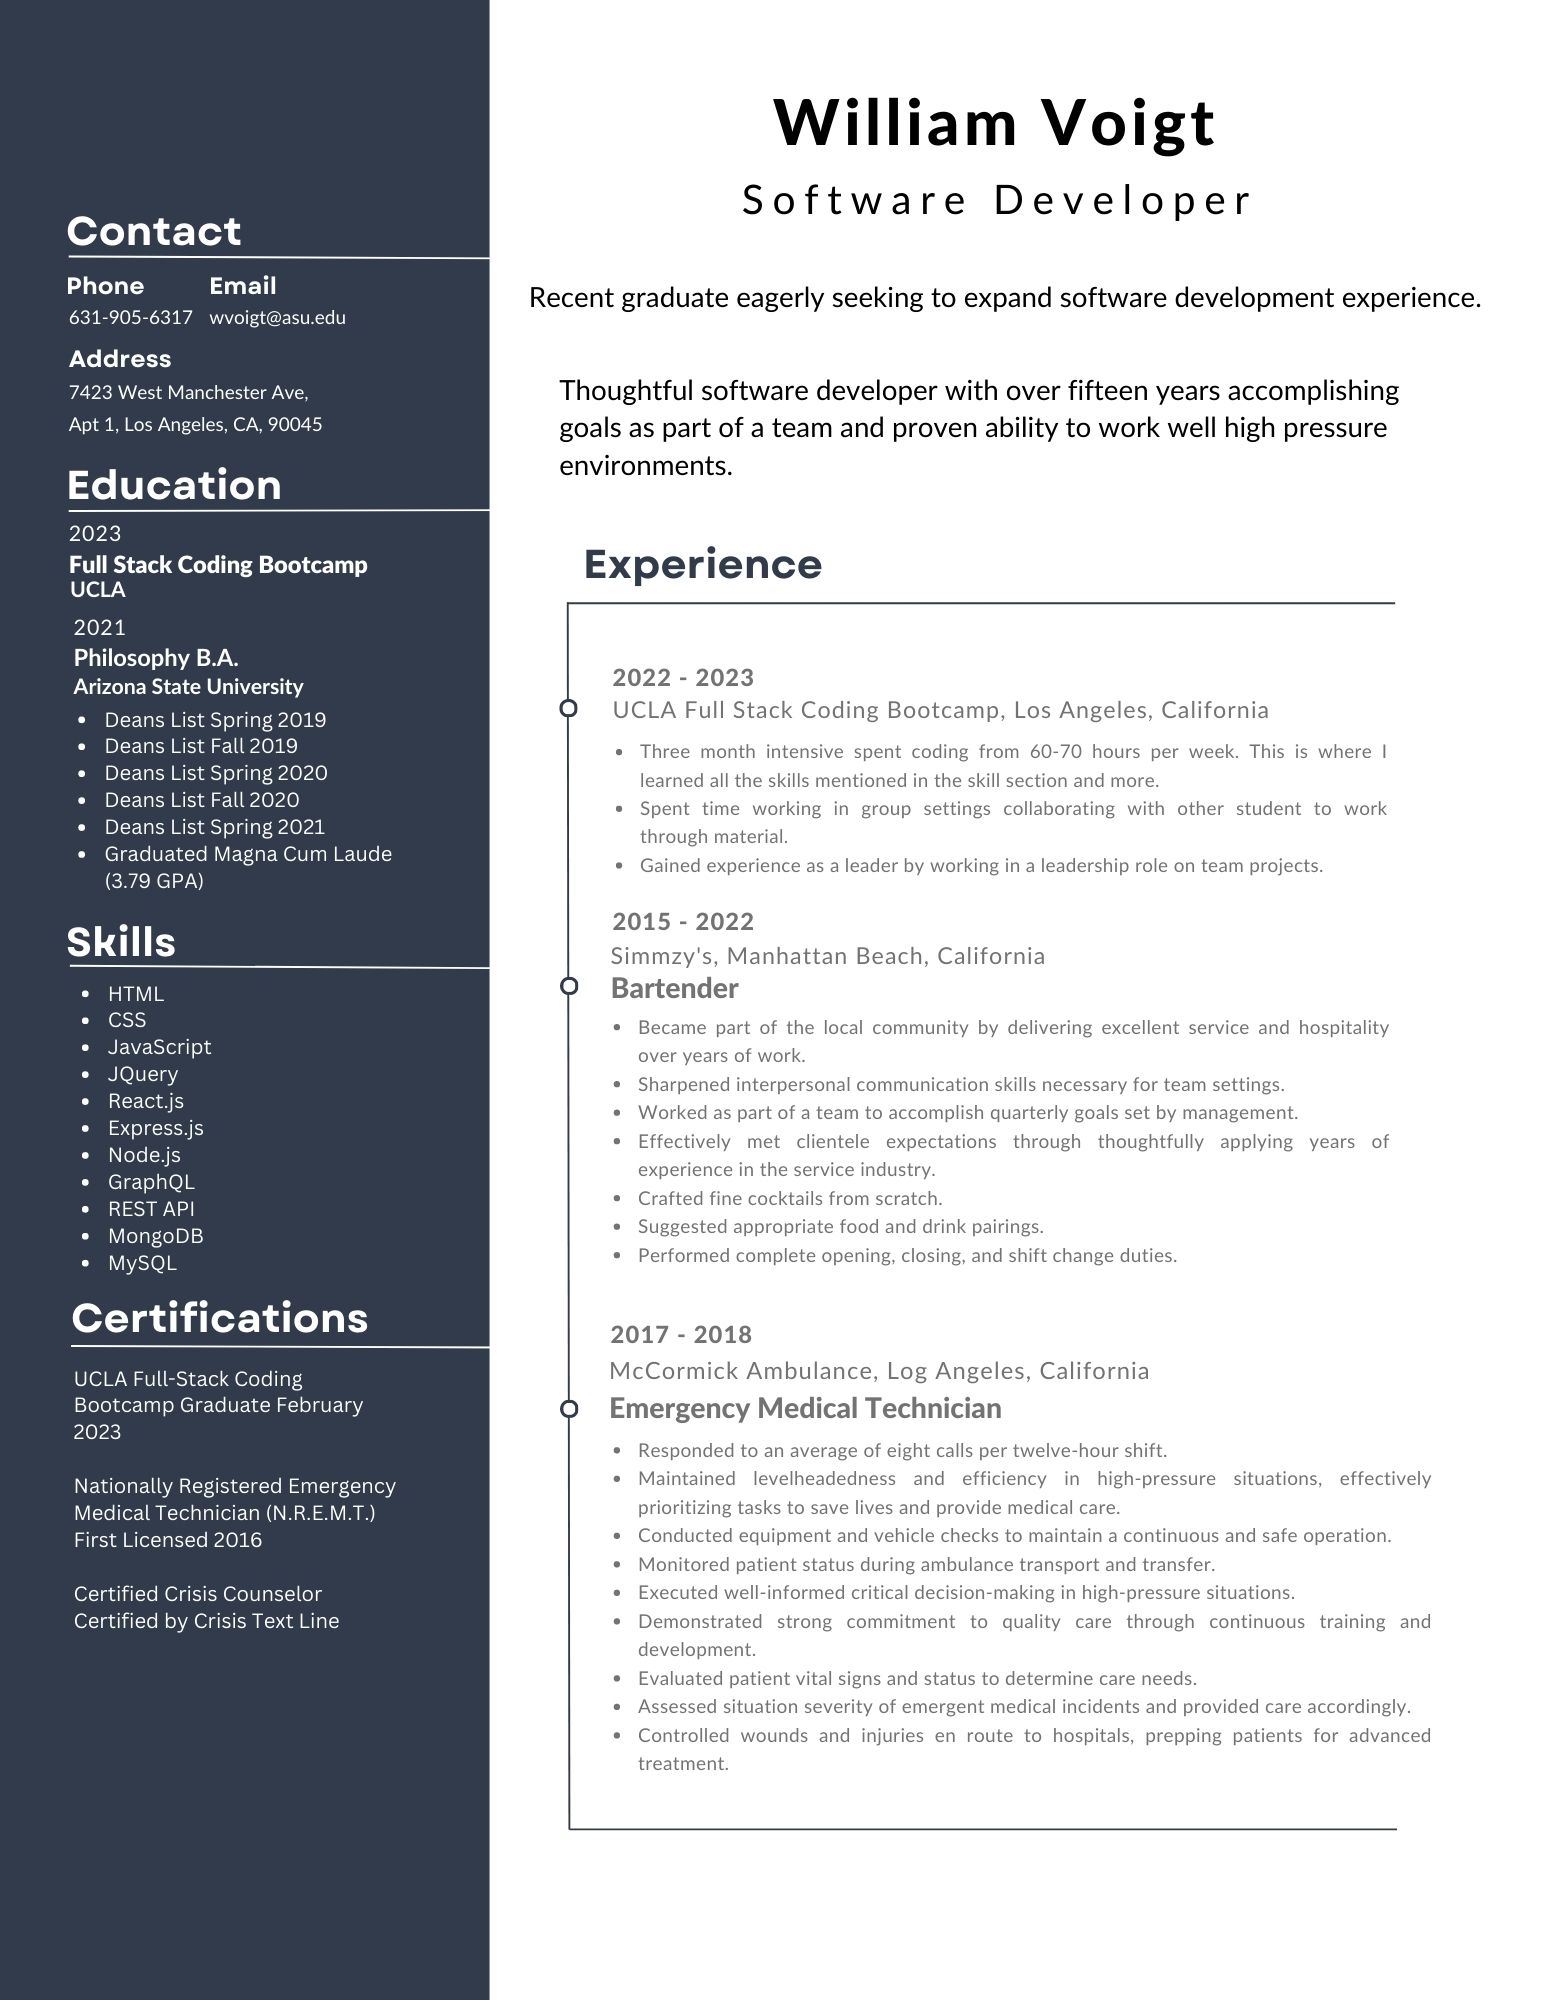 William Voigt
Software Developer
Recent graduate eagerly seeking to expand software development experience.
Thoughtful software developer with over fifteen years accomplishing
goals as part of a team and proven ability to work well high pressure
environments.
Contact
Phone Email
631-905-6317 wvoigt@asu.edu
Address
7423 West Manchester Ave,
Apt 1, Los Angeles, CA, 90045
Education
2023
Full Stack Coding Bootcamp
UCLA
2021
Philosophy B.A.
Arizona State University
• Deans List Spring 2019
• Deans List Fall 2019
• Deans List Spring 2020
• Deans List Fall 2020
• Deans List Spring 2021
• Graduated Magna Cum Laude
(3.79 GPA)
Skills
• HTML
• CSS
• JavaScript
• JQuery
• React.js
• Express.js
• Node.js
• GraphQL
• REST API
• MongoDB
• MySQL
Certifications
UCLA Full-Stack Coding
Bootcamp Graduate February
2023
Nationally Registered Emergency
Medical Technician (N.R.E.M.T.)
First Licensed 2016
Certified Crisis Counselor
Certified by Crisis Text Line
Experience
2022 - 2023
UCLA Full Stack Coding Bootcamp, Los Angeles, California
• Three month intensive spent coding from 60-70 hours per week. This is where I
learned all the skills mentioned in the skill section and more.
• Spent time working in group settings collaborating with other student to work
through material.
• Gained experience as a leader by working in a leadership role on team projects.
2015 - 2022
Simmzy's, Manhattan Beach, California
Bartender
• Became part of the local community by delivering excellent service and hospitality
over years of work.
• Sharpened interpersonal communication skills necessary for team settings.
• Worked as part of a team to accomplish quarterly goals set by management.
• Effectively met clientele expectations through thoughtfully applying years of
experience in the service industry.
• Crafted fine cocktails from scratch.
• Suggested appropriate food and drink pairings.
• Performed complete opening, closing, and shift change duties.
2017 - 2018
McCormick Ambulance, Log Angeles, California
Emergency Medical Technician
• Responded to an average of eight calls per twelve-hour shift.
• Maintained levelheadedness and efficiency in high-pressure situations, effectively
prioritizing tasks to save lives and provide medical care.
• Conducted equipment and vehicle checks to maintain a continuous and safe operation.
• Monitored patient status during ambulance transport and transfer.
• Executed well-informed critical decision-making in high-pressure situations.
• Demonstrated strong commitment to quality care through continuous training and
development.
• Evaluated patient vital signs and status to determine care needs.
• Assessed situation severity of emergent medical incidents and provided care accordingly.
• Controlled wounds and injuries en route to hospitals, prepping patients for advanced
treatment.